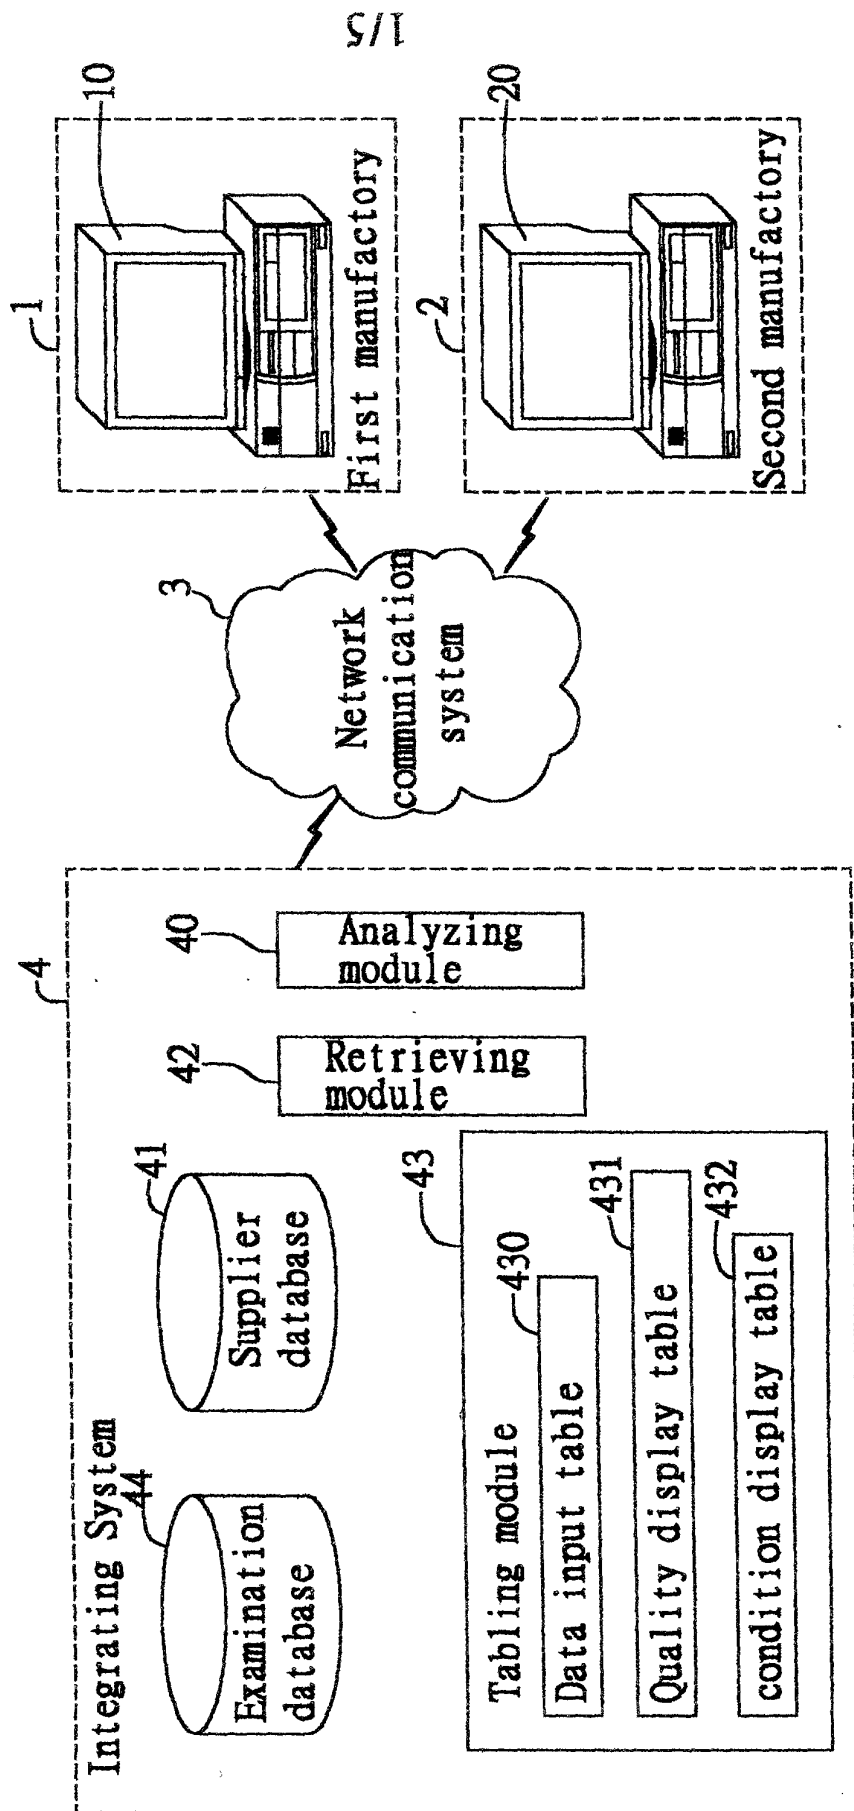 1/5
Integrating System
4
44
Examination
database
41
Supplier
database
42
Retrieving
module
40
Analyzing
module
43
Tabling module
430
Data input table
431
Quality display table
432
condition display table
3
Network
communication
system
1
10
First manufactory
2
20
Second manufactory